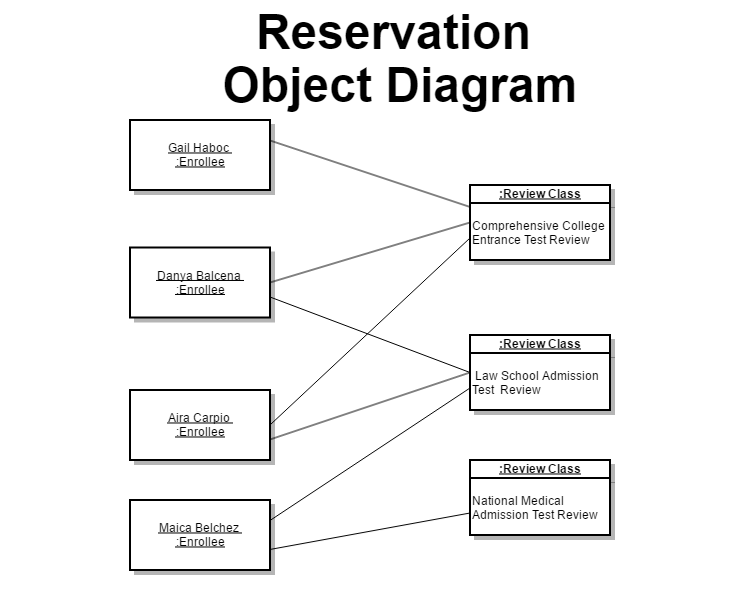 Reservation
Object Diagram
Gail Haboc
:Enrollee
Danya Balcena
:Enrollee
Aira Carpio
:Enrollee
Maica Belchez
:Enrollee
:Review Class
Comprehensive College
Entrance Test Review
:Review Class
Law School Admission
Test Review
:Review Class
National Medical
Admission Test Review